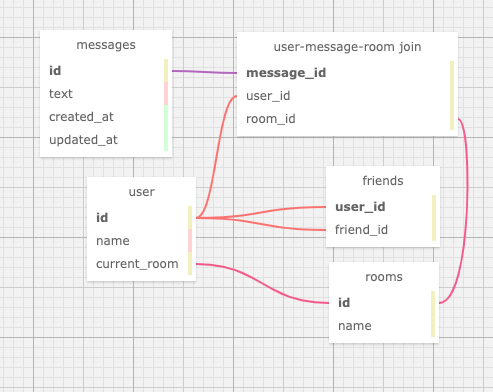 messages
id
text
created_at
updated_at
user-message-room join
message_id
user_id
room_id
user
id
name
current_room
friends
user_id
friend_id
rooms
id
name